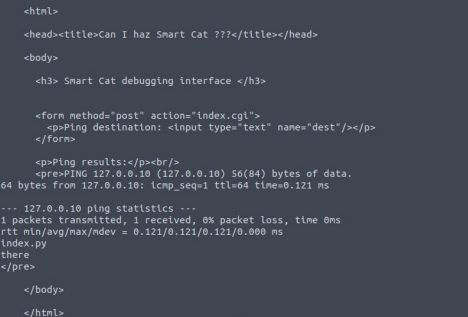 <html>
<head><title>Can I haz Smart Cat ???</title></head>
<body>
<h3> Smart Cat debugging interface </h3>
<form method="post" action="index.cgi">
<p>Ping destination: <input type="text" name="dest"/></p>
</form>
<p>Ping results:</p><br/>
<pre>PING 127.0.0.10 (127.0.0.10) 56(84) bytes of data.
64 bytes from 127.0.0.10: icmp_seq=1 ttl=64 time=0.121 ms
--- 127.0.0.10 ping statistics ---
1 packets transmitted, 1 received, 0% packet loss, time 0ms
rtt min/avg/max/mdev = 0.121/0.121/0.121/0.000 ms
index.py
there
</pre>
</body>
</html>